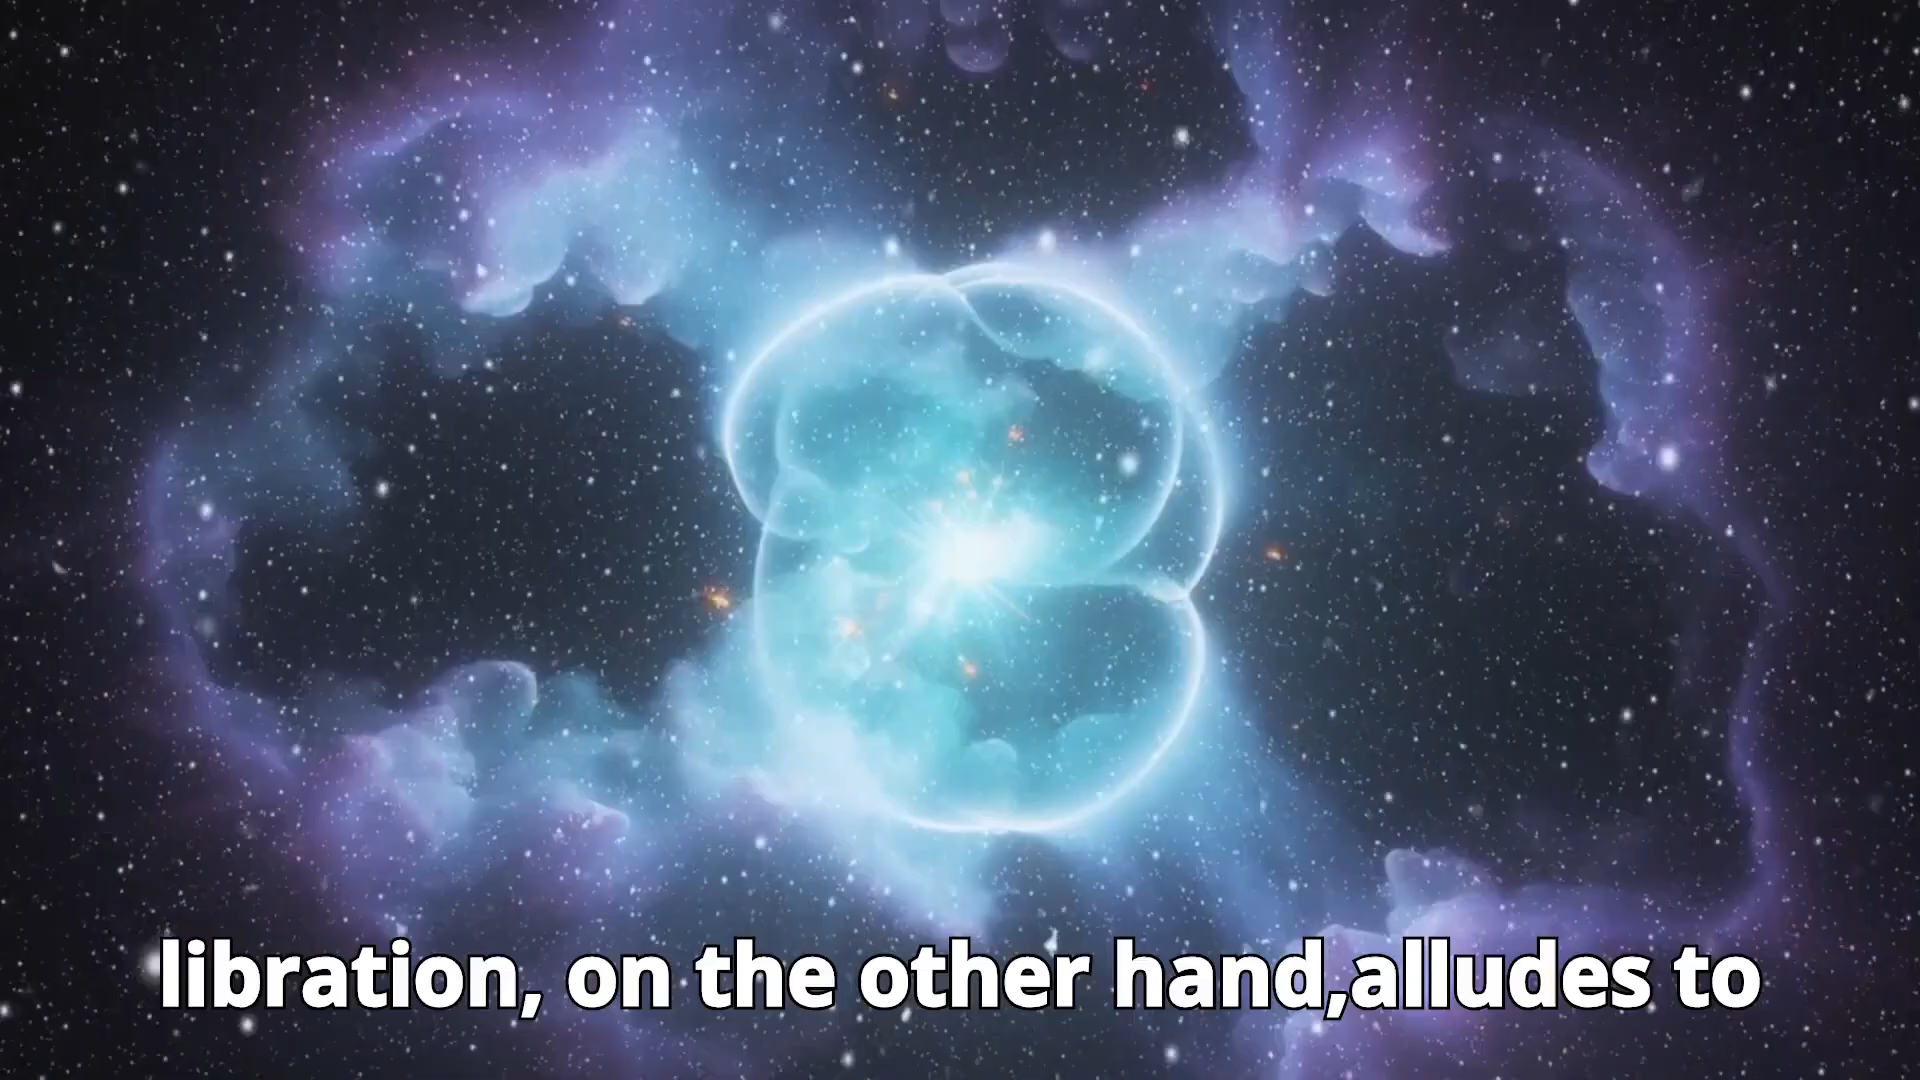 libration, on the other hand,alludes to